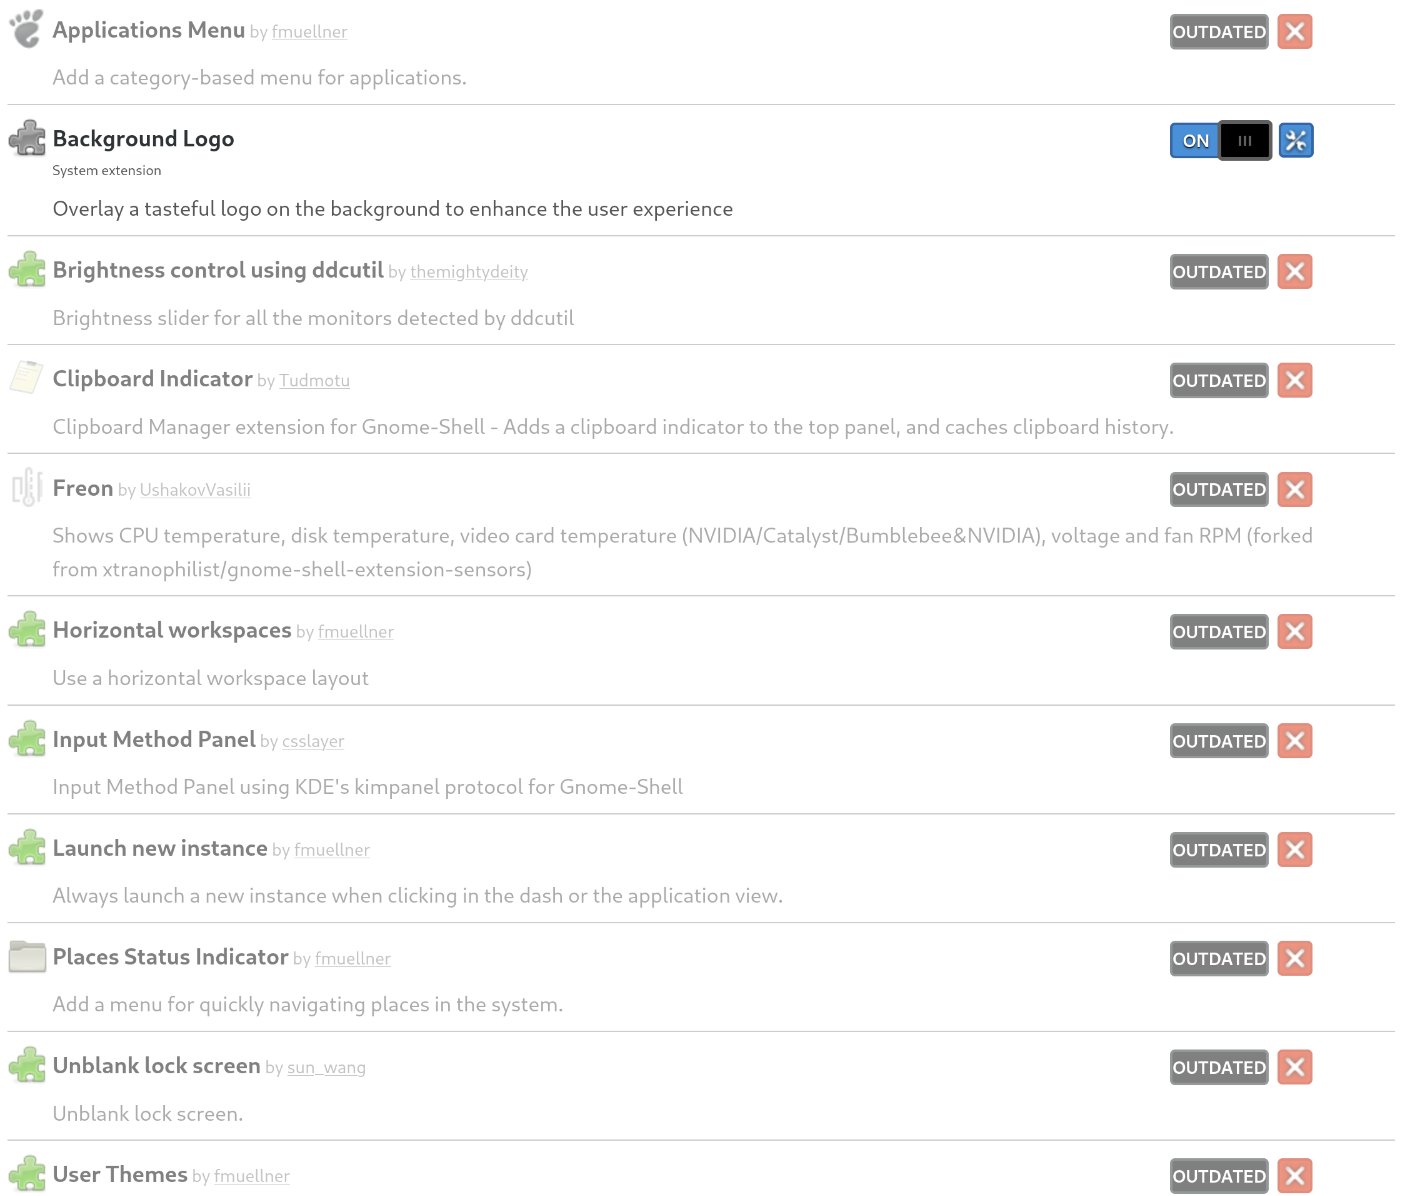 Applications Menu by fmuellner OUTDATED
Add a category-based menu for applications.
Background Logo ON
System extension
Overlay a tasteful logo on the background to enhance the user experience
Brightness control using ddcutil by themightydeity OUTDATED
Brightness slider for all the monitors detected by ddcutil
Clipboard Indicator by Tudmotu OUTDATED
Clipboard Manager extension for Gnome-Shell - Adds a clipboard indicator to the top panel, and caches clipboard history.
Freon by UshakovVasilii OUTDATED
Shows CPU temperature, disk temperature, video card temperature (NVIDIA/Catalyst/Bumblebee&NVIDIA), voltage and fan RPM (forked
from xtranophilist/gnome-shell-extension-sensors)
Horizontal workspaces by fmuellner OUTDATED
Use a horizontal workspace layout
Input Method Panel by csslayer OUTDATED
Input Method Panel using KDE's kimpanel protocol for Gnome-Shell
Launch new instance by fmuellner OUTDATED
Always launch a new instance when clicking in the dash or the application view.
Places Status Indicator by fmuellner OUTDATED
Add a menu for quickly navigating places in the system.
Unblank lock screen by sun_wang OUTDATED
Unblank lock screen.
User Themes by fmuellner OUTDATED